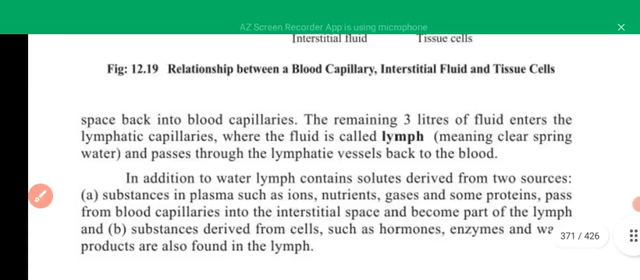 AZ Screen Recorder App is using microphone
Interstitial fluid Tissue cells
Fig: 12.19 Relationship between a Blood Capillary, Interstitial Fluid and Tissue Cells
space back into blood capillaries. The remaining 3 litres of fluid enters the
lymphatic capillaries, where the fluid is called lymph (meaning clear spring
water) and passes through the lymphatie vessels back to the blood.
In addition to water lymph contains solutes derived from two sources:
(a) substances in plasma such as ions, nutrients, gases and some proteins, pass
from blood capillaries into the interstitial space and become part of the lymph
and (b) substances derived from cells, such as hormones, enzymes and
371 / 426
products are also found in the lymph.